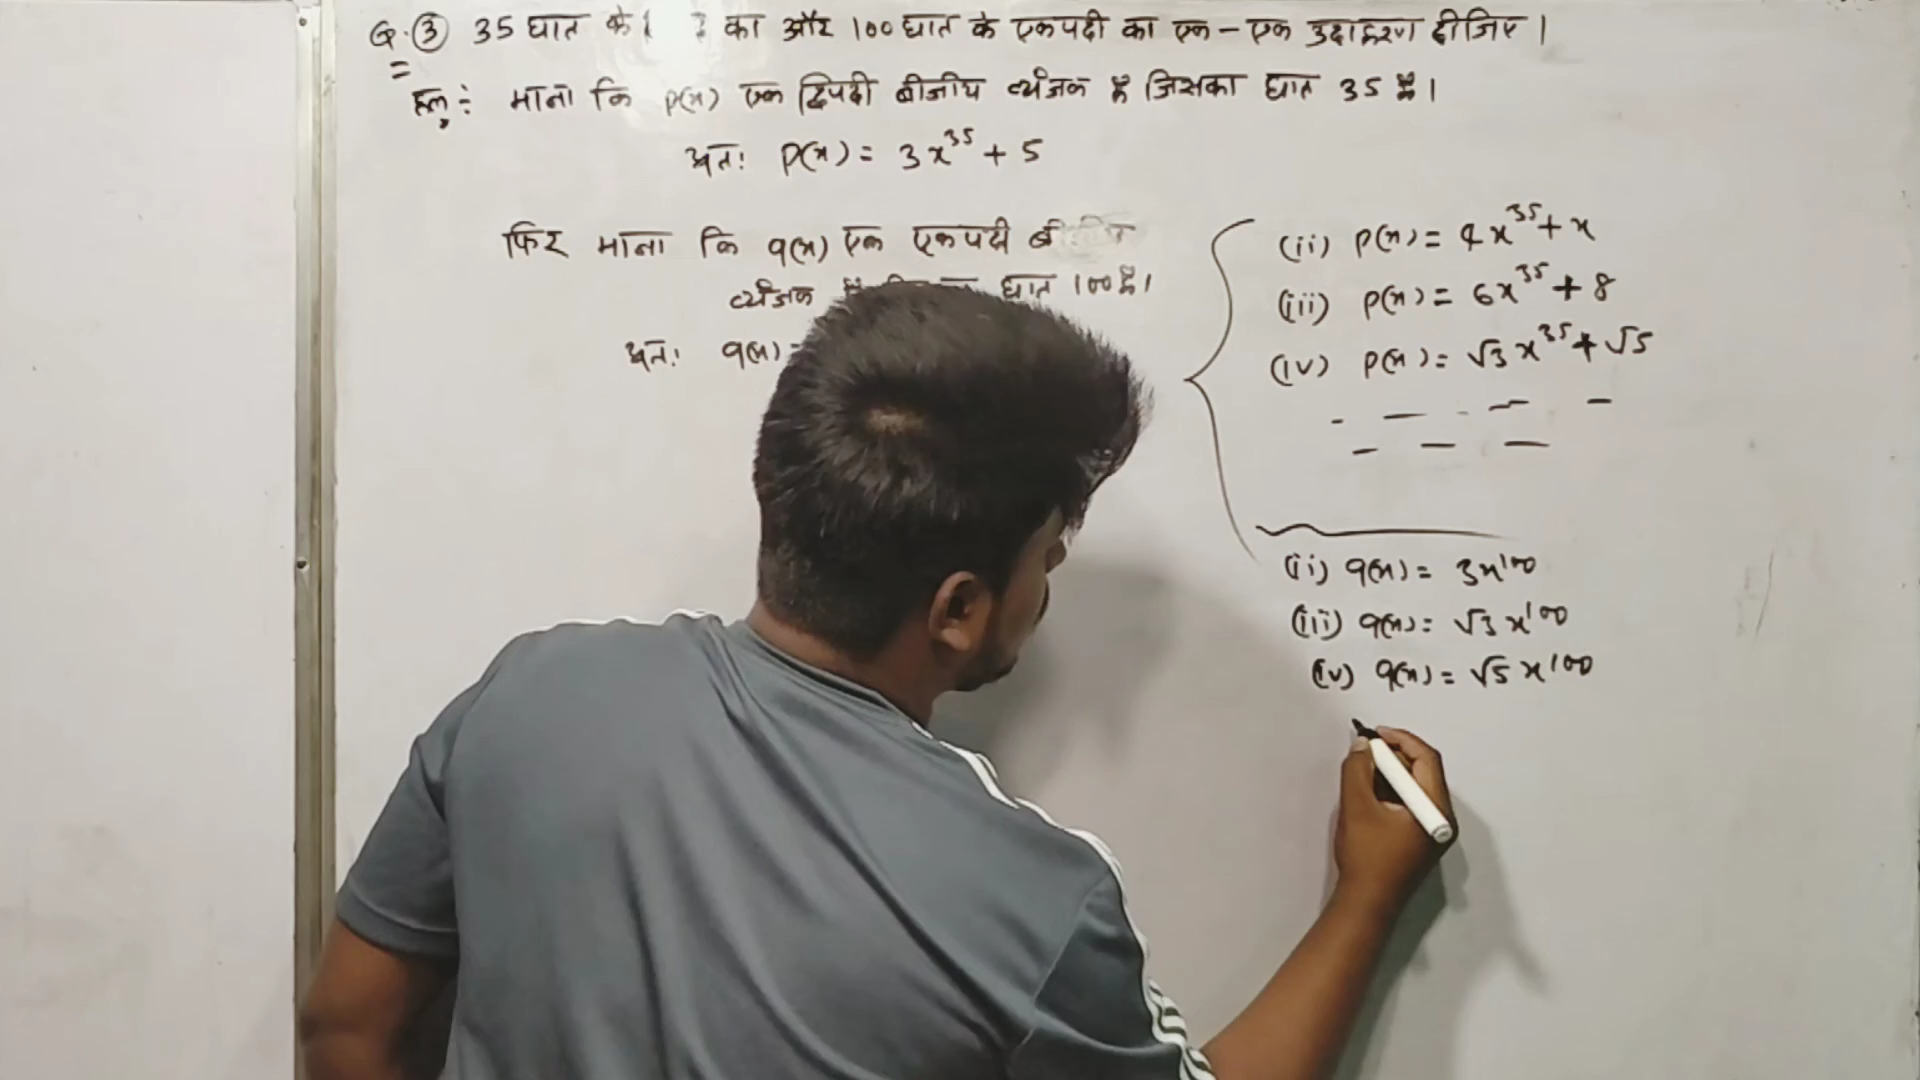 Q.③ 35 घात के का और 100 घात के एकपदी का एक-एक उदाहरण दीजिए।
हल: माना कि p(x) एक द्विपदी बीजीय व्यंजक है जिसका घात 35 है।
अतः p(x) = 3x³⁵ + 5
फिर माना कि q(x) एक एकपदी
व्यंजक घात 100 है।
अतः q(x) =
(ii) p(x) = 4x³⁵ + x
(iii) p(x) = 6x³⁵ + 8
(iv) p(x) = √3 x³⁵ + √5
(ii) q(x) = 3x¹⁰⁰
(iii) q(x) = √3 x¹⁰⁰
(iv) q(x) = √5 x¹⁰⁰